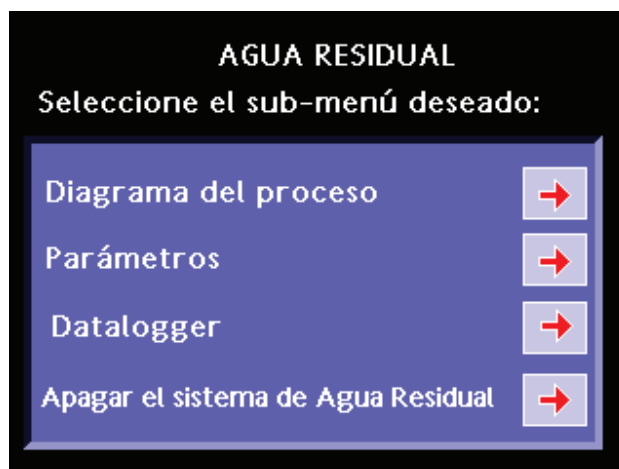 AGUA RESIDUAL
Seleccione el sub-menú deseado:
Diagrama del proceso
Parámetros
Datalogger
Apagar el sistema de Agua Residual